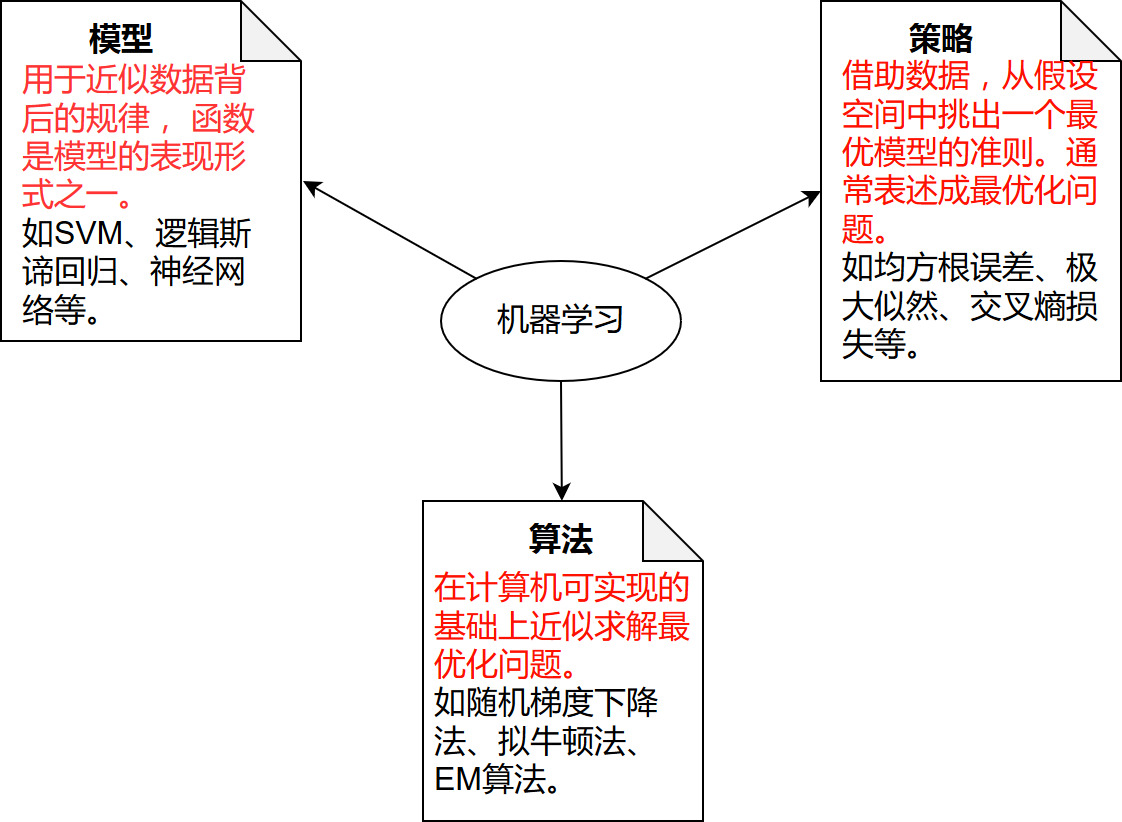 模型
用于近似数据背
后的规律， 函数
是模型的表现形
式之一。
如SVM、逻辑斯
谛回归、神经网
络等。
策略
借助数据，从假设
空间中挑出一个最
优模型的准则。通
常表述成最优化问
题。
如均方根误差、极
大似然、交叉熵损
失等。
机器学习
算法
在计算机可实现的
基础上近似求解最
优化问题。
如随机梯度下降
法、拟牛顿法、
EM算法。